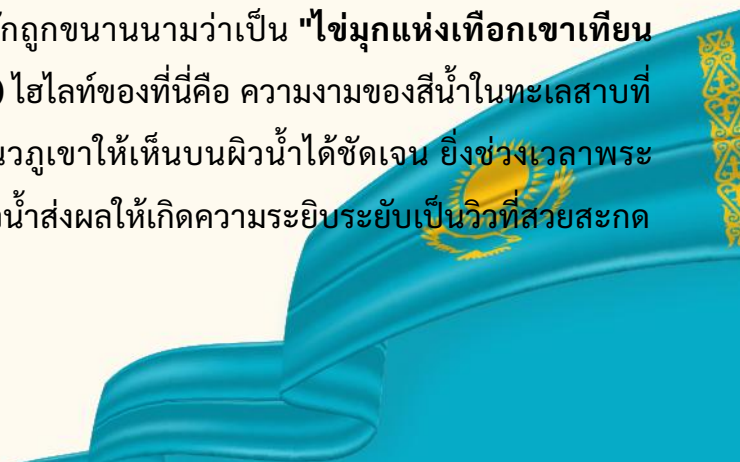 ักถูกขนานนามว่าเป็น "ไข่มุกแห่งเทือกเขาเทียน
) ไฮไลท์ของที่นี่คือ ความงามของสีน้ำในทะเลสาบที่
วภูเขาให้เห็นบนผิวน้ำได้ชัดเจน ยิ่งช่วงเวลาพระ
น้ำส่งผลให้เกิดความระยิบระยับเป็นวิวที่สวยสะกด